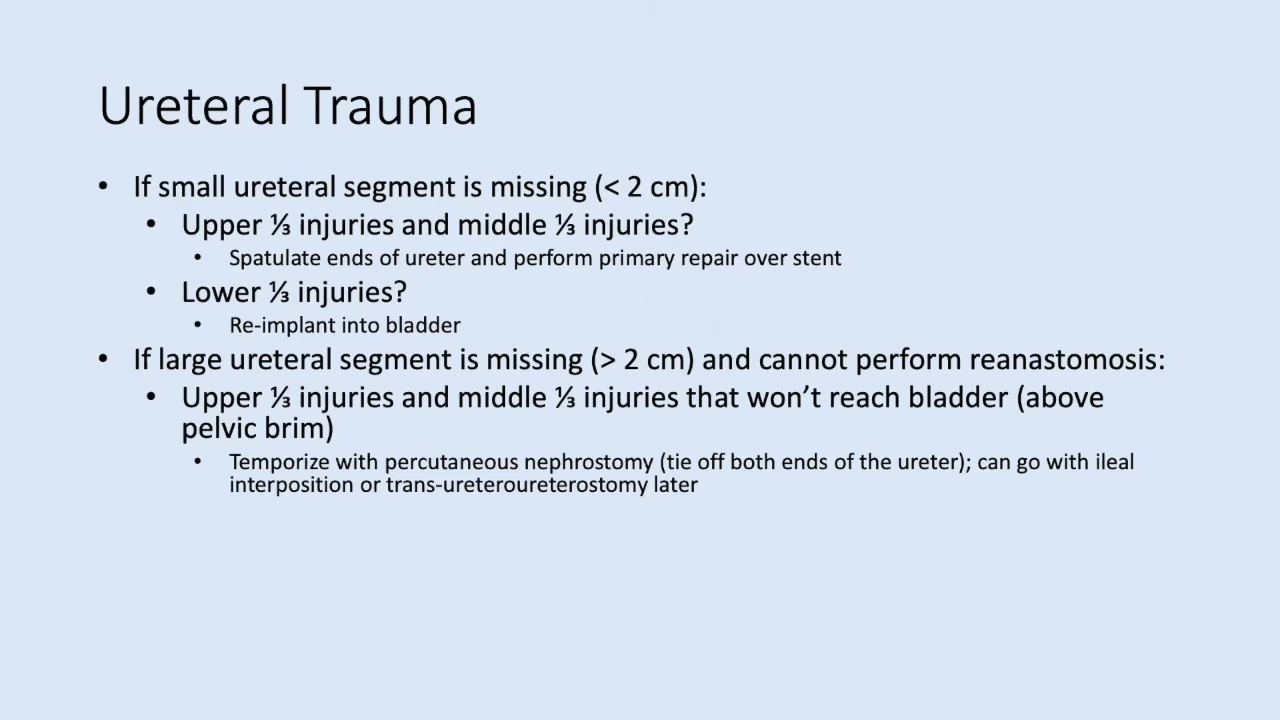 Ureteral Trauma
• If small ureteral segment is missing (< 2 cm):
• Upper ⅓ injuries and middle ⅓ injuries?
• Spatulate ends of ureter and perform primary repair over stent
• Lower ⅓ injuries?
• Re-implant into bladder
• If large ureteral segment is missing (> 2 cm) and cannot perform reanastomosis:
• Upper ⅓ injuries and middle ⅓ injuries that won’t reach bladder (above
pelvic brim)
• Temporize with percutaneous nephrostomy (tie off both ends of the ureter); can go with ileal
interposition or trans-ureteroureterostomy later